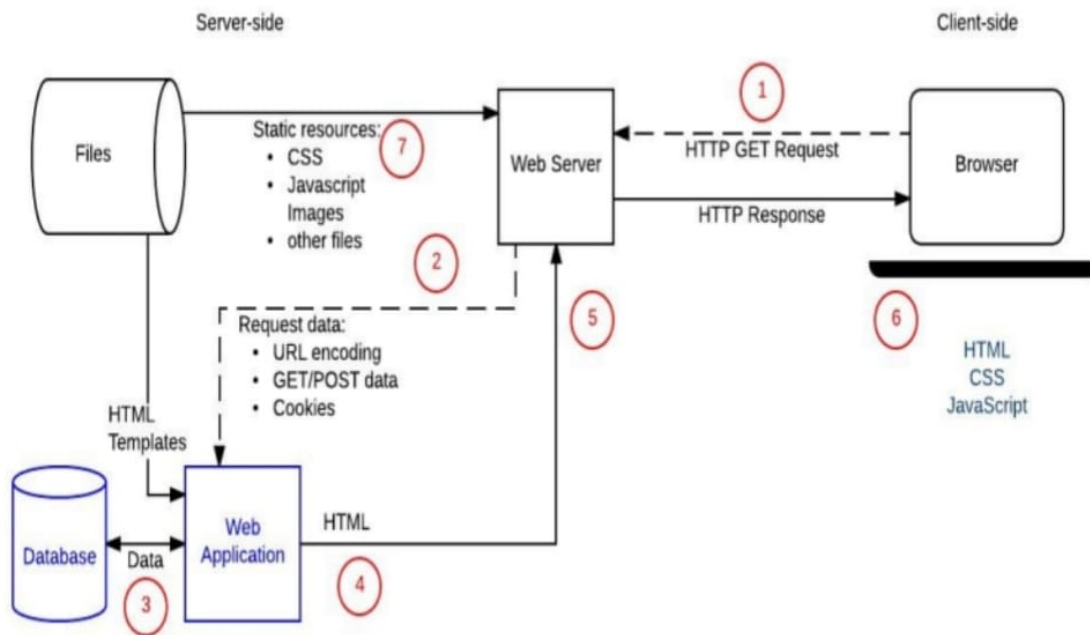 Server-side
Client-side
1
Files
Static resources:
• CSS
• Javascript
Images
• other files
7
Web Server
HTTP GET Request
HTTP Response
Browser
2
5
6
Request data:
• URL encoding
• GET/POST data
• Cookies
HTML
CSS
JavaScript
HTML
Templates
Database
Data
3
Web
Application
HTML
4